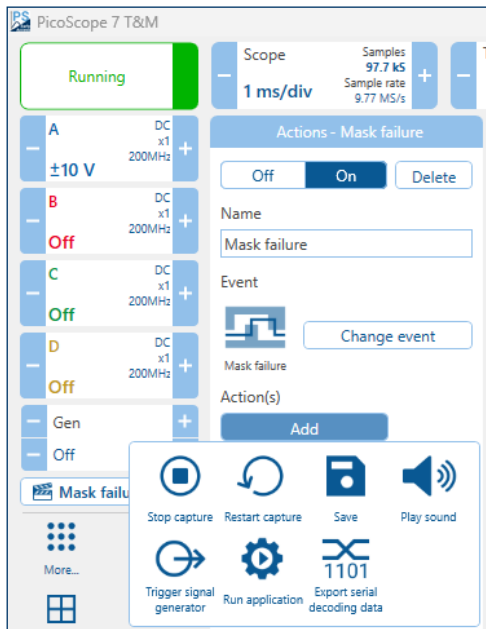 PS
PicoScope 7 T&M
Running
Scope
1 ms/div
Samples
97.7 kS
Sample rate
9.77 MS/s
A
±10 V
DC
x1
200MHz
B
Off
DC
x1
200MHz
C
Off
DC
x1
200MHz
D
Off
DC
x1
200MHz
Gen
Off
Mask failu
More...
Actions - Mask failure
Off
On
Delete
Name
Mask failure
Event
Change event
Mask failure
Action(s)
Add
Stop capture
Restart capture
Save
Play sound
Trigger signal
generator
Run application
1101
Export serial
decoding data